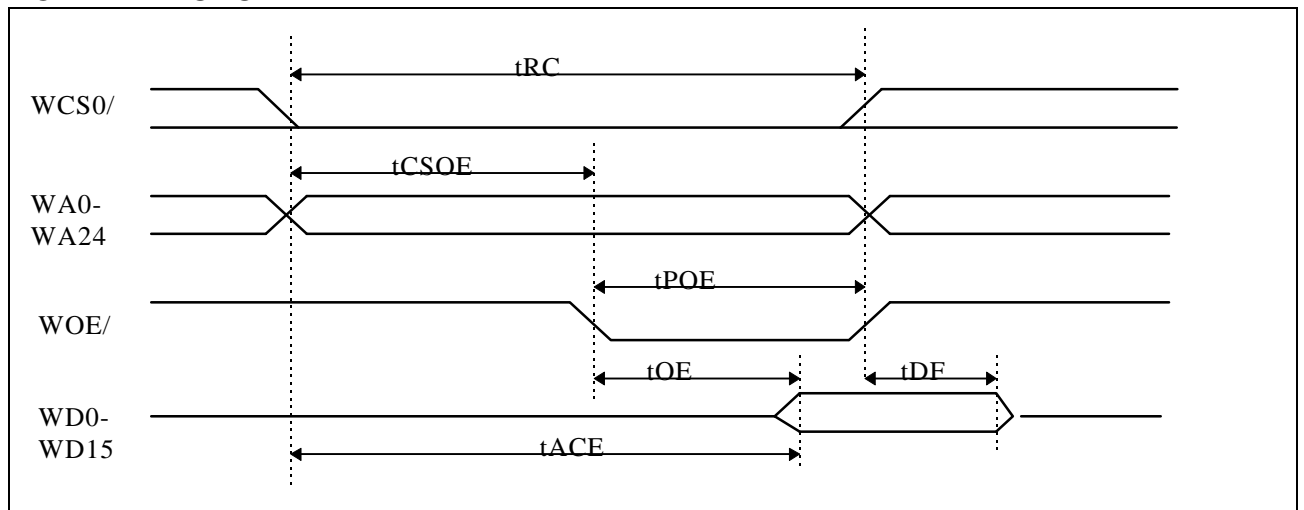 tRC
WCS0/
tCSOE
WA0-
WA24
tPOE
WOE/
tOE
tDF
WD0-
WD15
tACE